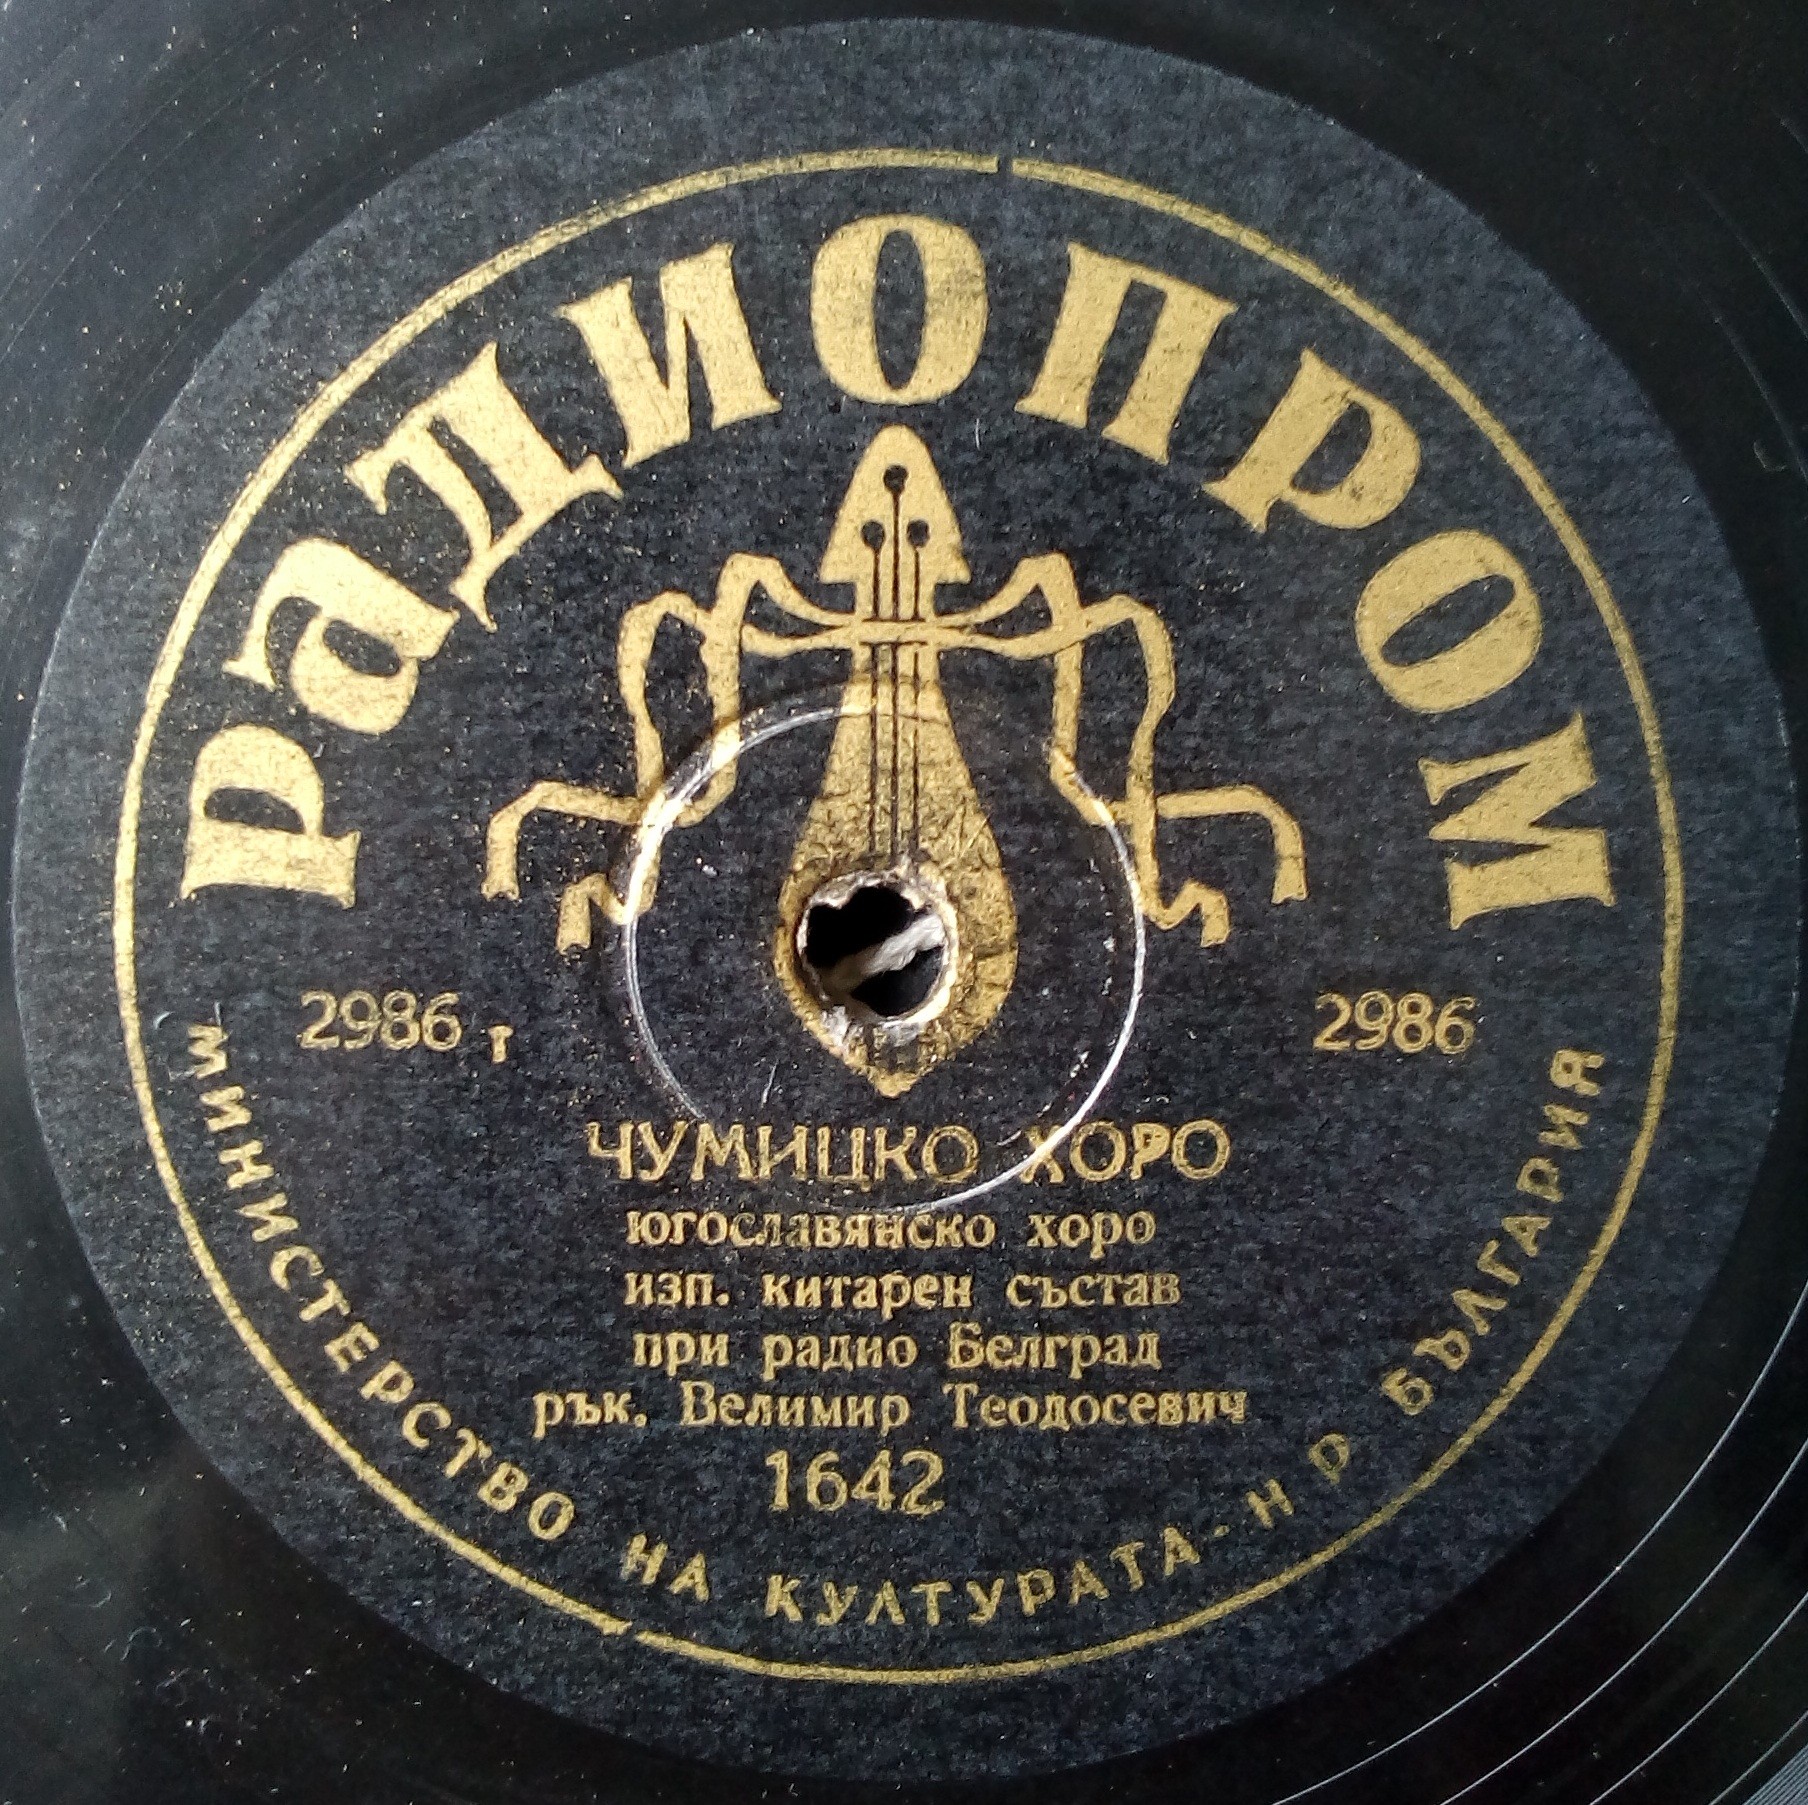 РАДИОПРОМ
2986 т 2986
ЧУМИЦКО ХОРО
югославянско хоро
изп. китарен състав
при радио Белград
рък. Велимир Теодосевич
1642
МИНИСТЕРСТВО НА КУЛТУРАТА - НР БЪЛГАРИЯ